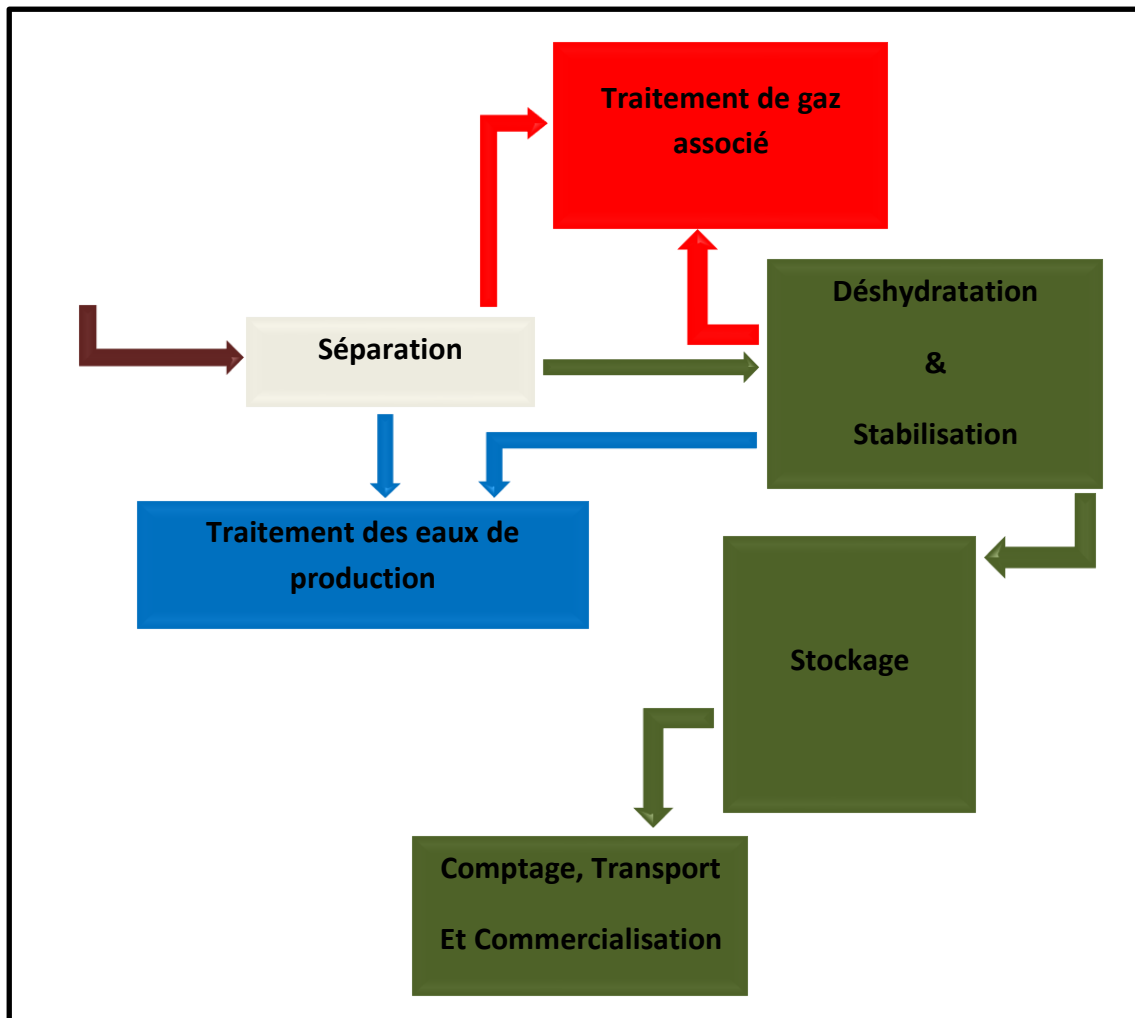 Traitement de gaz
associé
Déshydratation
&
Stabilisation
Séparation
Traitement des eaux de
production
Stockage
Comptage, Transport
Et Commercialisation